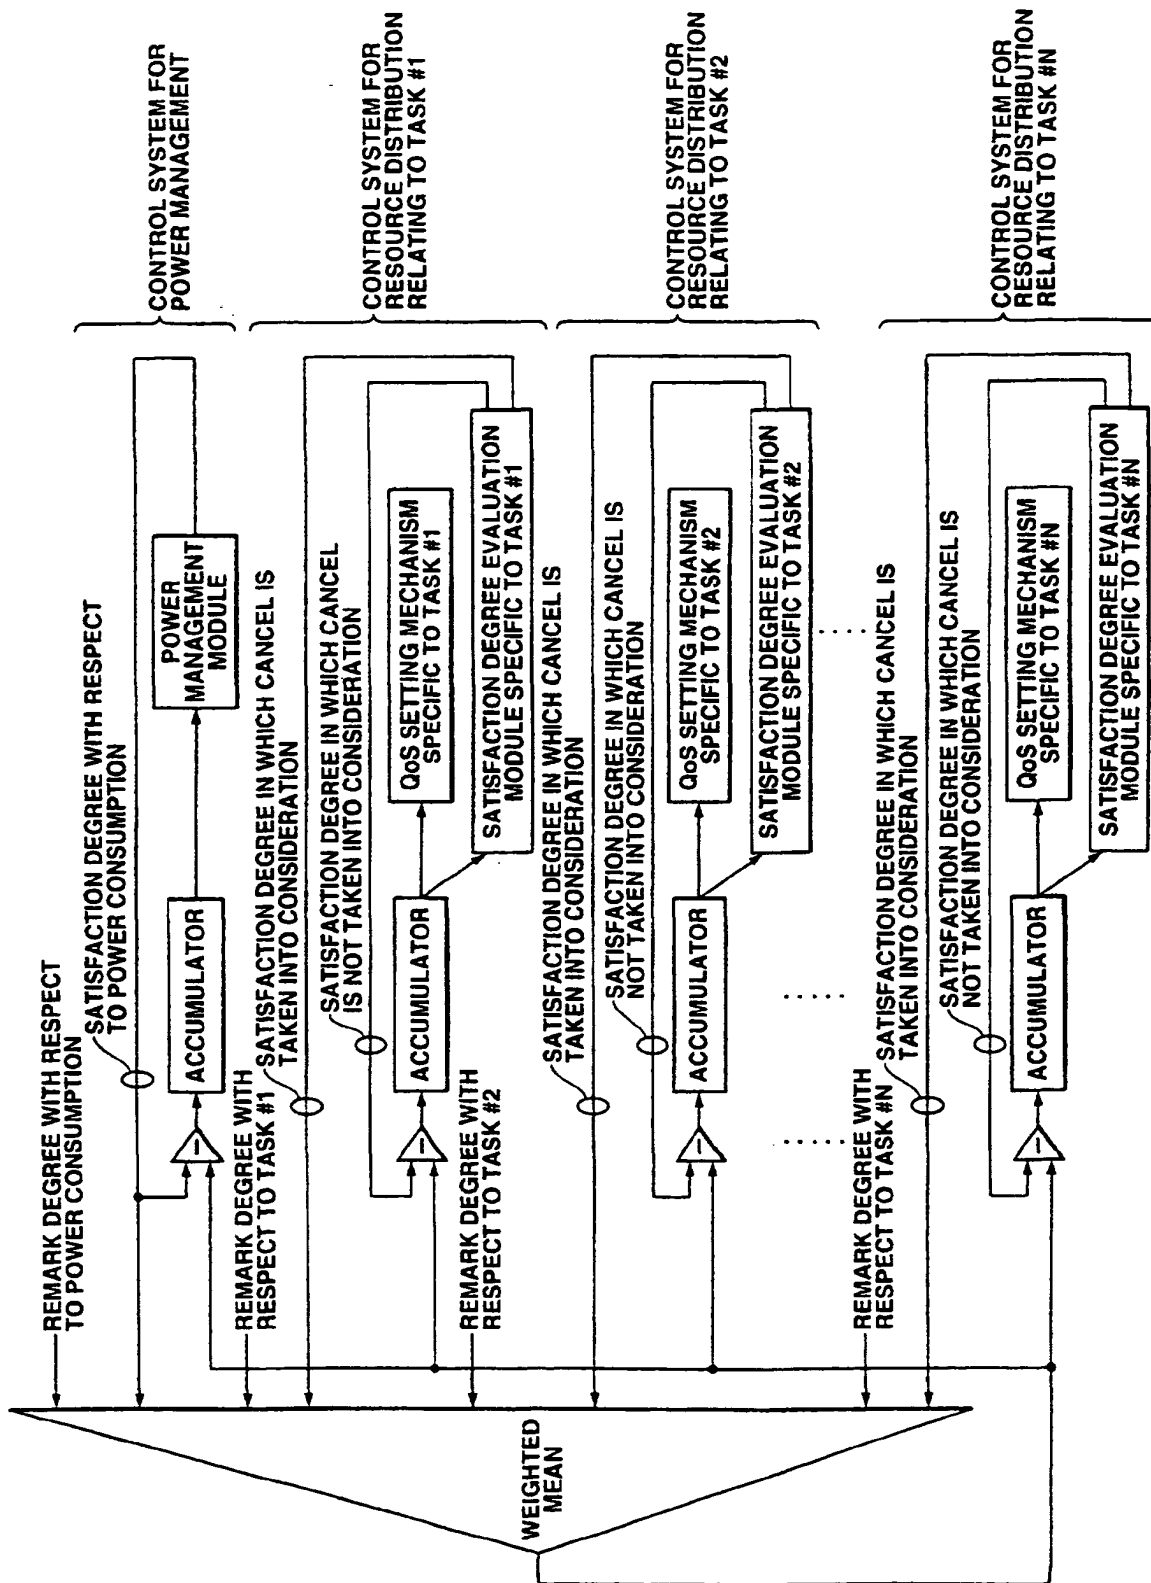 REMARK DEGREE WITH RESPECT
TO POWER CONSUMPTION
SATISFACTION DEGREE WITH RESPECT
TO POWER CONSUMPTION
ACCUMULATOR
POWER
MANAGEMENT
MODULE
CONTROL SYSTEM FOR
POWER MANAGEMENT
REMARK DEGREE WITH
RESPECT TO TASK #1
SATISFACTION DEGREE IN WHICH CANCEL IS
TAKEN INTO CONSIDERATION
SATISFACTION DEGREE IN WHICH CANCEL
IS NOT TAKEN INTO CONSIDERATION
ACCUMULATOR
QoS SETTING MECHANISM
SPECIFIC TO TASK #1
SATISFACTION DEGREE EVALUATION
MODULE SPECIFIC TO TASK #1
CONTROL SYSTEM FOR
RESOURCE DISTRIBUTION
RELATING TO TASK #1
REMARK DEGREE WITH
RESPECT TO TASK #2
SATISFACTION DEGREE IN WHICH CANCEL IS
TAKEN INTO CONSIDERATION
SATISFACTION DEGREE IN WHICH CANCEL IS
NOT TAKEN INTO CONSIDERATION
ACCUMULATOR
QoS SETTING MECHANISM
SPECIFIC TO TASK #2
SATISFACTION DEGREE EVALUATION
MODULE SPECIFIC TO TASK #2
CONTROL SYSTEM FOR
RESOURCE DISTRIBUTION
RELATING TO TASK #2
REMARK DEGREE WITH
RESPECT TO TASK #N
SATISFACTION DEGREE IN WHICH CANCEL IS
TAKEN INTO CONSIDERATION
SATISFACTION DEGREE IN WHICH CANCEL IS
NOT TAKEN INTO CONSIDERATION
ACCUMULATOR
QoS SETTING MECHANISM
SPECIFIC TO TASK #N
SATISFACTION DEGREE EVALUATION
MODULE SPECIFIC TO TASK #N
CONTROL SYSTEM FOR
RESOURCE DISTRIBUTION
RELATING TO TASK #N
WEIGHTED
MEAN